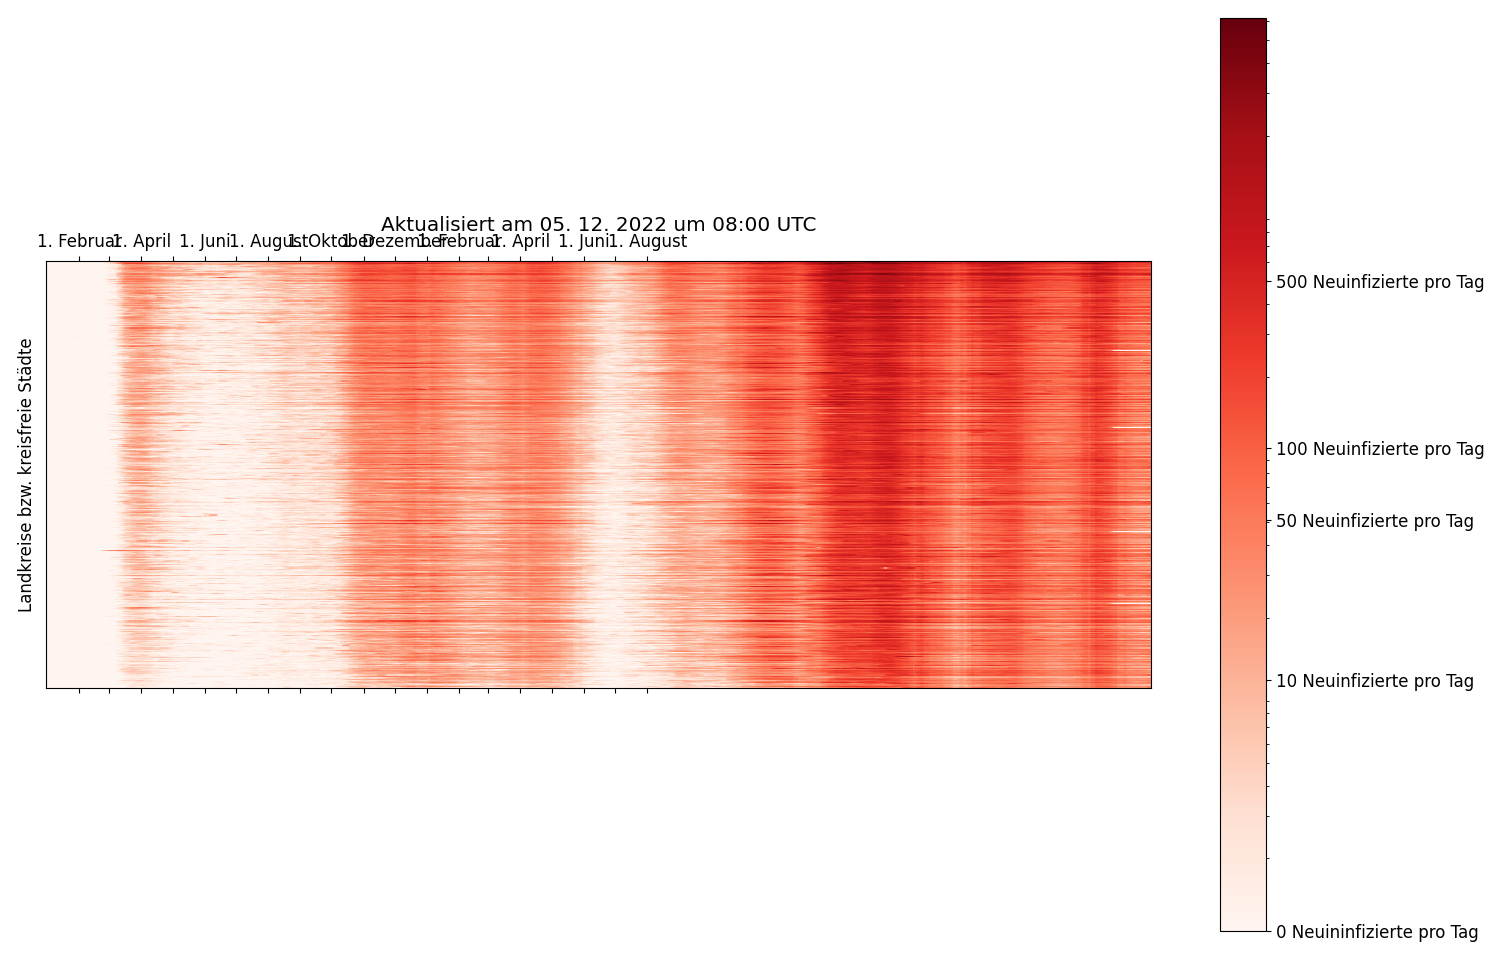 Aktualisiert am 05. 12. 2022 um 08:00 UTC
1. Februar 1. April 1. Juni 1. August 1. Oktober 1. Dezember 1. Februar 1. April 1. Juni 1. August
Landkreise bzw. kreisfreie Städte
500 Neuinfizierte pro Tag
100 Neuinfizierte pro Tag
50 Neuinfizierte pro Tag
10 Neuinfizierte pro Tag
0 Neuininfizierte pro Tag